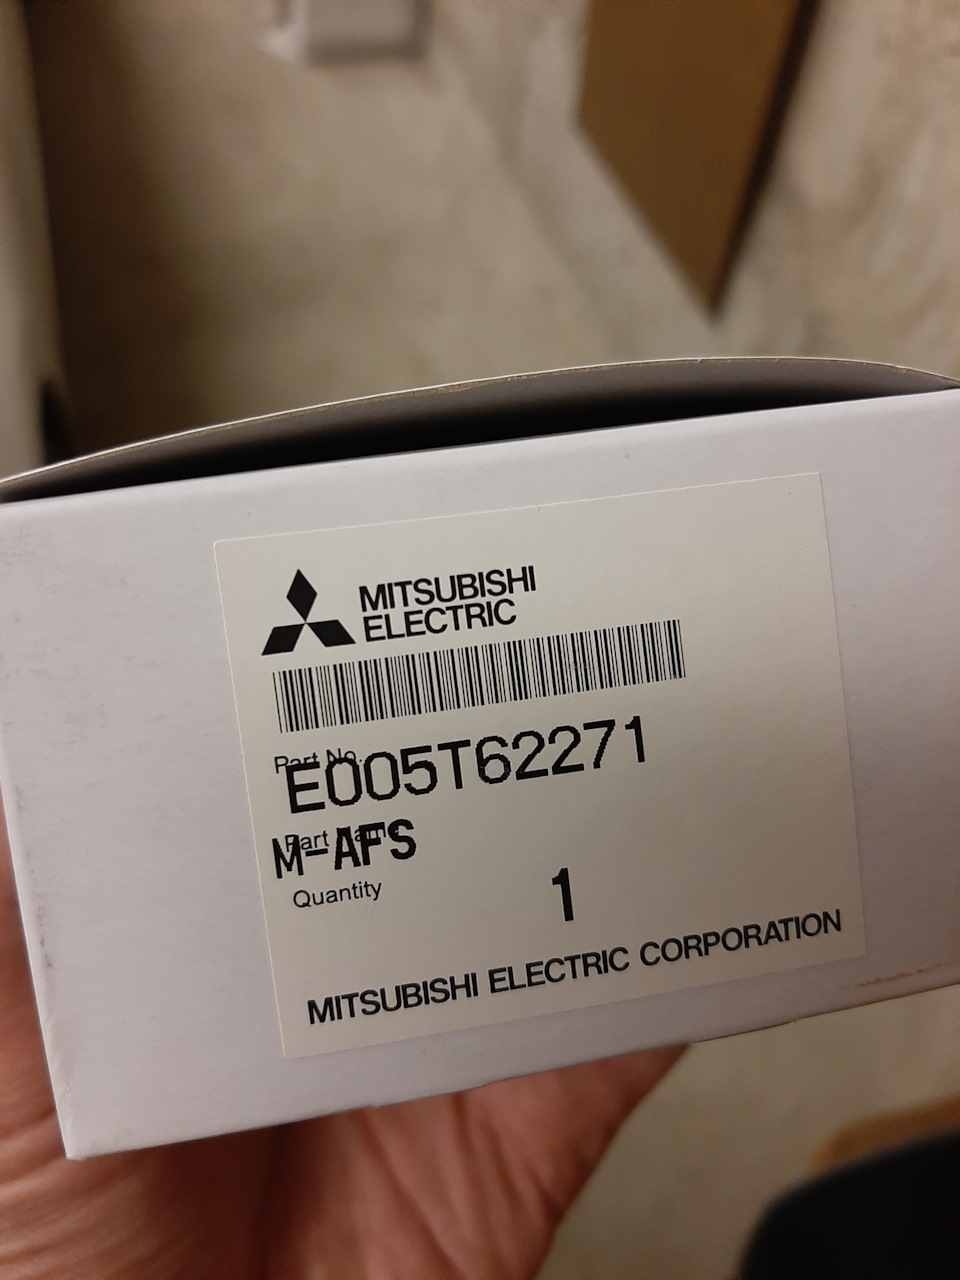 MITSUBISHI
ELECTRIC
Part No.
E005T62271
Part Name
M-AFS
Quantity
1
MITSUBISHI ELECTRIC CORPORATION